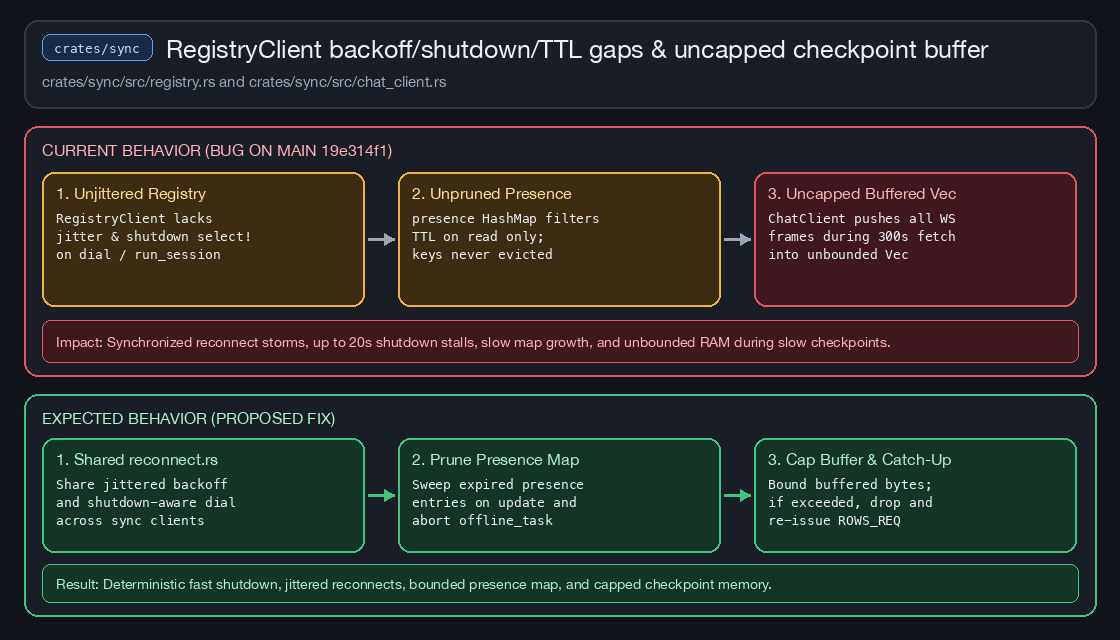 crates/sync
RegistryClient backoff/shutdown/TTL gaps & uncapped checkpoint buffer
crates/sync/src/registry.rs and crates/sync/src/chat_client.rs
CURRENT BEHAVIOR (BUG ON MAIN 19e314f1)
1. Unjittered Registry
RegistryClient lacks
jitter & shutdown select!
on dial / run_session
2. Unpruned Presence
presence HashMap filters
TTL on read only;
keys never evicted
3. Uncapped Buffered Vec
ChatClient pushes all WS
frames during 300s fetch
into unbounded Vec
Impact: Synchronized reconnect storms, up to 20s shutdown stalls, slow map growth, and unbounded RAM during slow checkpoints.
EXPECTED BEHAVIOR (PROPOSED FIX)
1. Shared reconnect.rs
Share jittered backoff
and shutdown-aware dial
across sync clients
2. Prune Presence Map
Sweep expired presence
entries on update and
abort offline_task
3. Cap Buffer & Catch-Up
Bound buffered bytes;
if exceeded, drop and
re-issue ROWS_REQ
Result: Deterministic fast shutdown, jittered reconnects, bounded presence map, and capped checkpoint memory.